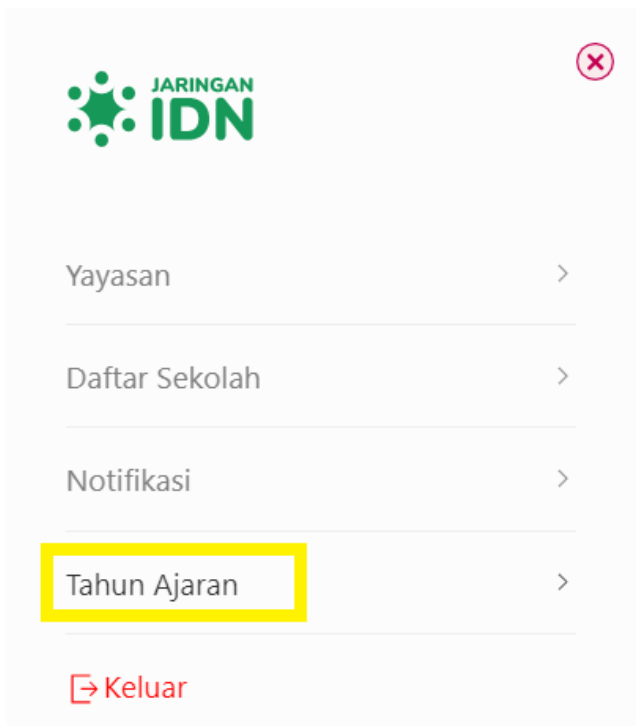 JARINGAN
IDN
Yayasan
Daftar Sekolah
Notifikasi
Tahun Ajaran
Keluar